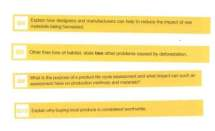 Explain how designers and manufacturers can help to reduce the impact of raw
materials being harvested.
Other than loss of habitat, state two other problems caused by deforestation.
What is the purpose of a product life cycle assessment and what impact can such an
assessment have on production methods and materials?
Explain why buying local produce is considered worthwhile.